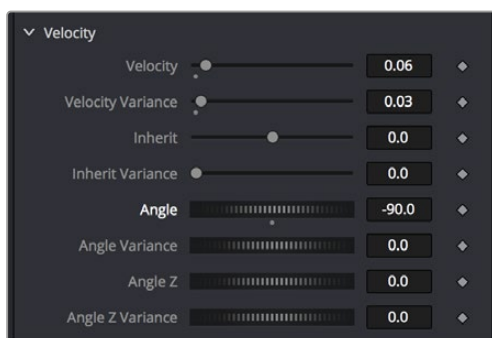 Velocity
Velocity 0.06
Velocity Variance 0.03
Inherit 0.0
Inherit Variance 0.0
Angle -90.0
Angle Variance 0.0
Angle Z 0.0
Angle Z Variance 0.0